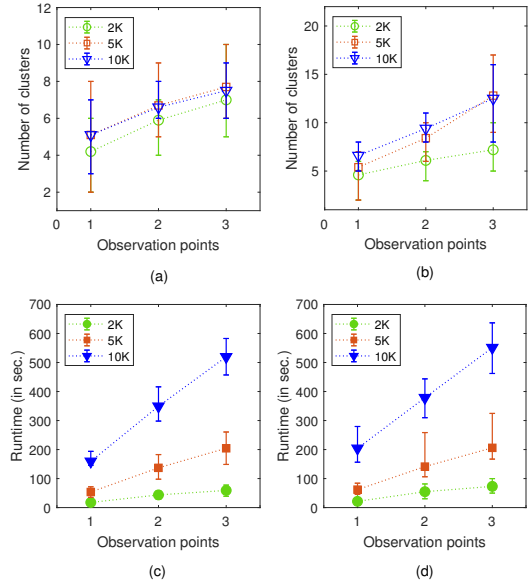 12
10
8
6
4
2
Number of clusters
2K
5K
10K
0 1 2 3
Observation points
(a)
20
15
10
5
Number of clusters
2K
5K
10K
0 1 2 3
Observation points
(b)
700
600
500
400
300
200
100
0
Runtime (in sec.)
2K
5K
10K
1 2 3
Observation points
(c)
700
600
500
400
300
200
100
0
Runtime (in sec.)
2K
5K
10K
1 2 3
Observation points
(d)